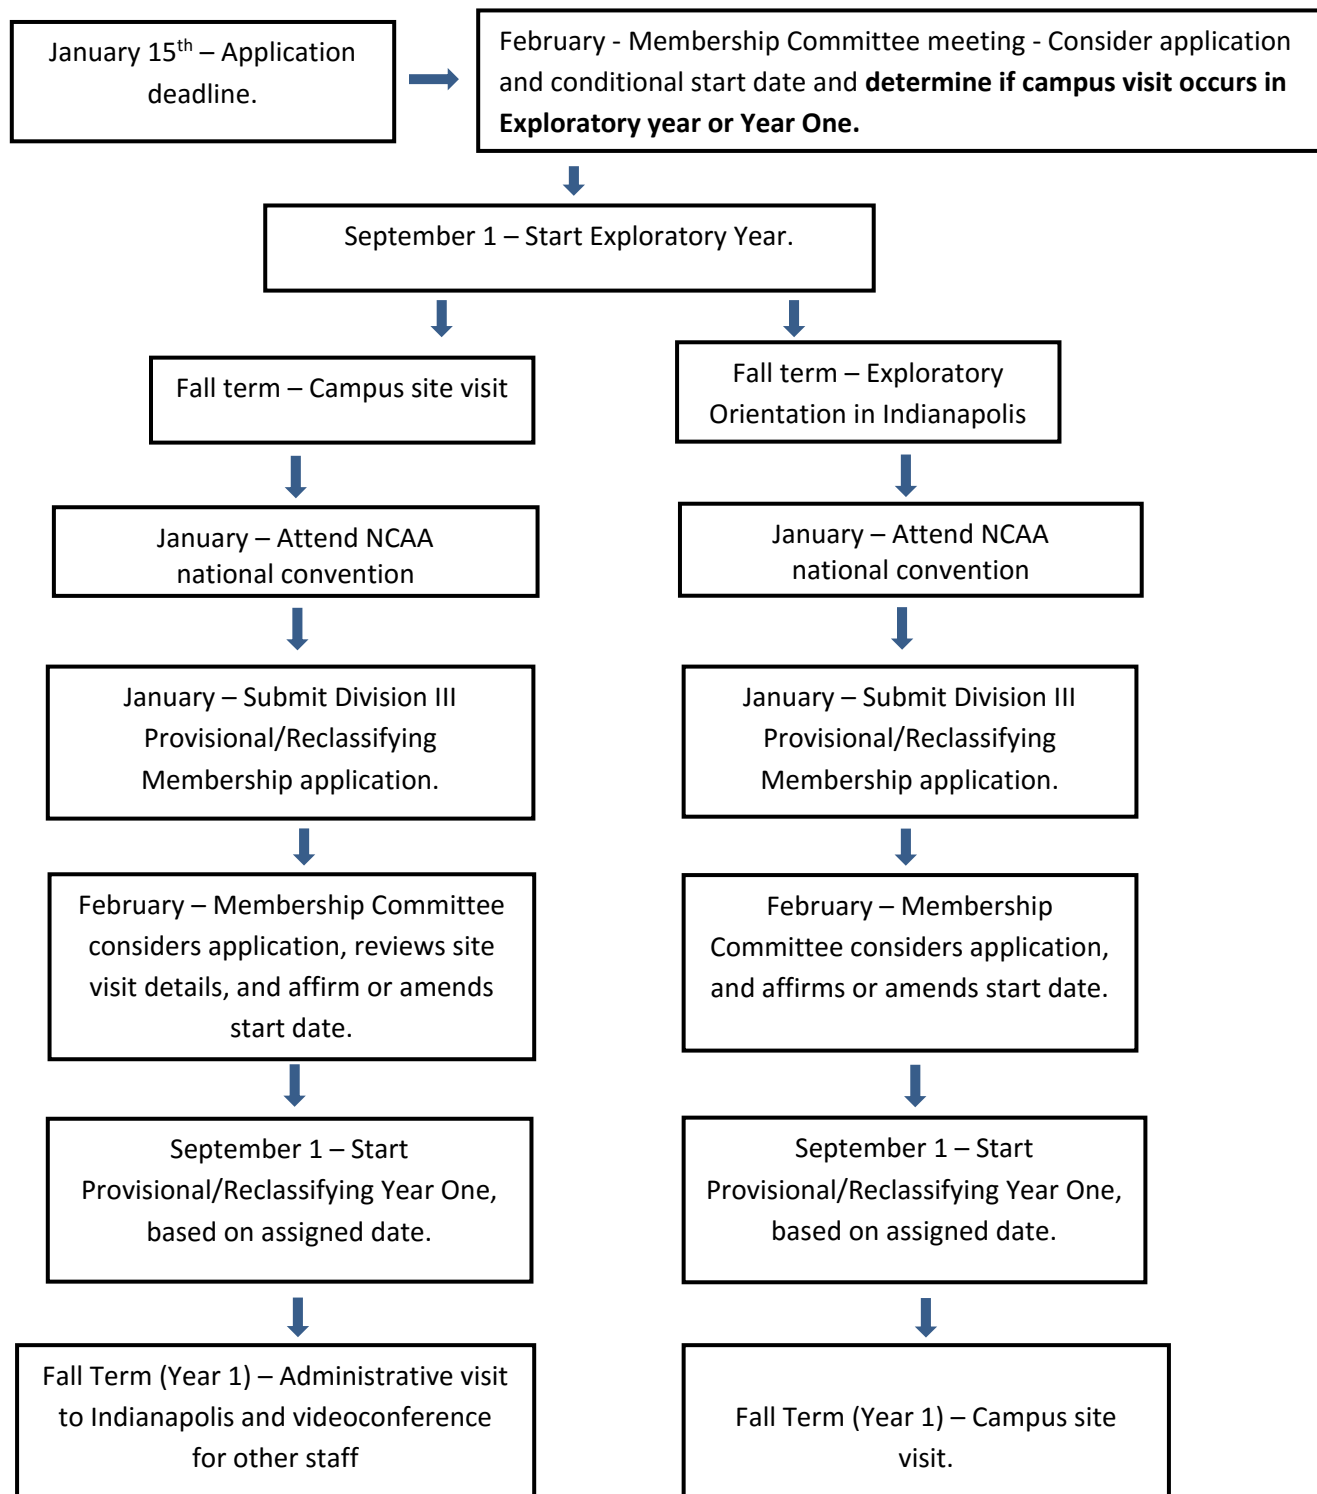 January 15th – Application
deadline.
February - Membership Committee meeting - Consider application
and conditional start date and determine if campus visit occurs in
Exploratory year or Year One.
September 1 – Start Exploratory Year.
Fall term – Campus site visit
Fall term – Exploratory
Orientation in Indianapolis
January – Attend NCAA
national convention
January – Attend NCAA
national convention
January – Submit Division III
Provisional/Reclassifying
Membership application.
January – Submit Division III
Provisional/Reclassifying
Membership application.
February – Membership Committee
considers application, reviews site
visit details, and affirm or amends
start date.
February – Membership
Committee considers application,
and affirms or amends start date.
September 1 – Start
Provisional/Reclassifying Year One,
based on assigned date.
September 1 – Start
Provisional/Reclassifying Year One,
based on assigned date.
Fall Term (Year 1) – Administrative visit
to Indianapolis and videoconference
for other staff
Fall Term (Year 1) – Campus site
visit.